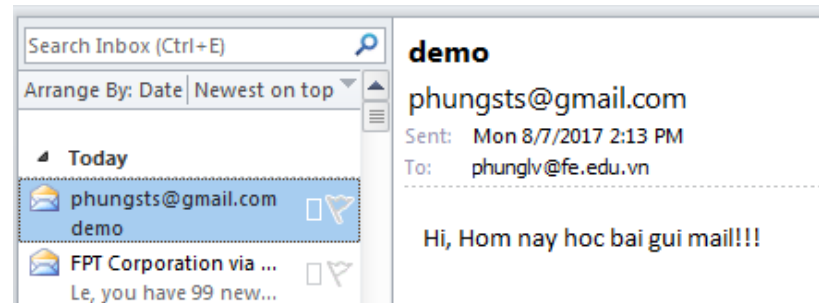 Search Inbox (Ctrl+E)
Arrange By: Date Newest on top
Today
phungsts@gmail.com
demo
FPT Corporation via ...
Le, you have 99 new...
demo
phungsts@gmail.com
Sent: Mon 8/7/2017 2:13 PM
To: phunglv@fe.edu.vn
Hi, Hom nay hoc bai gui mail!!!